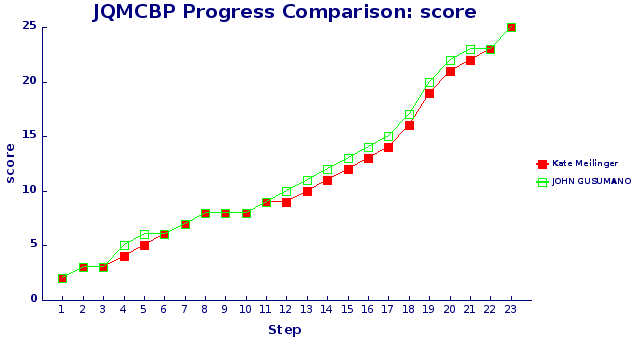 JQMCBP Progress Comparison: score
25
20
15
10
5
0
score
1 2 3 4 5 6 7 8 9 10 11 12 13 14 15 16 17 18 19 20 21 22 23
Step
Kate Meilinger
JOHN GUSUMANO